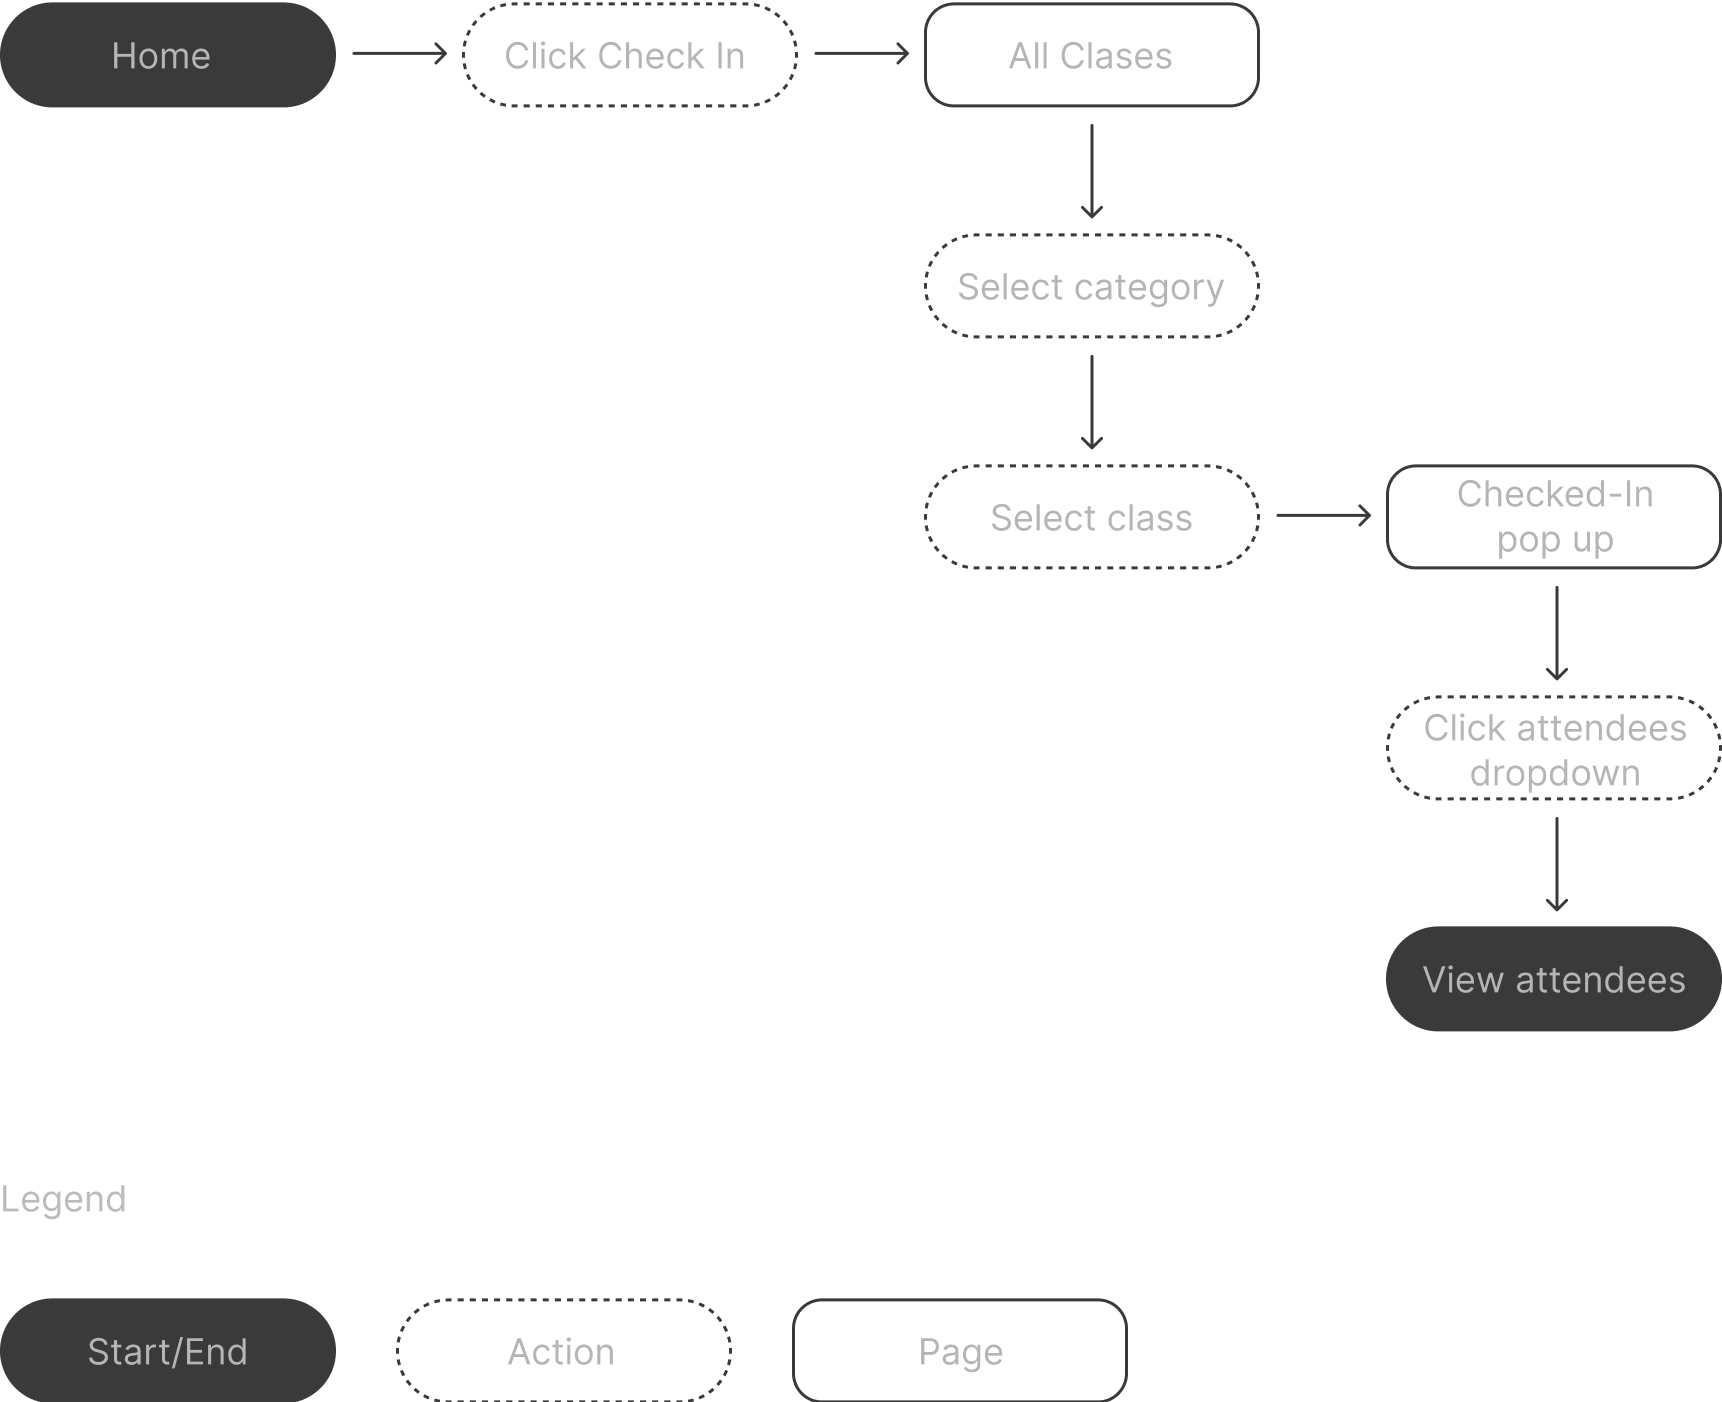 Home
Click Check In
All Clases
Select category
Select class
Checked-In
pop up
Click attendees
dropdown
View attendees
Legend
Start/End
Action
Page